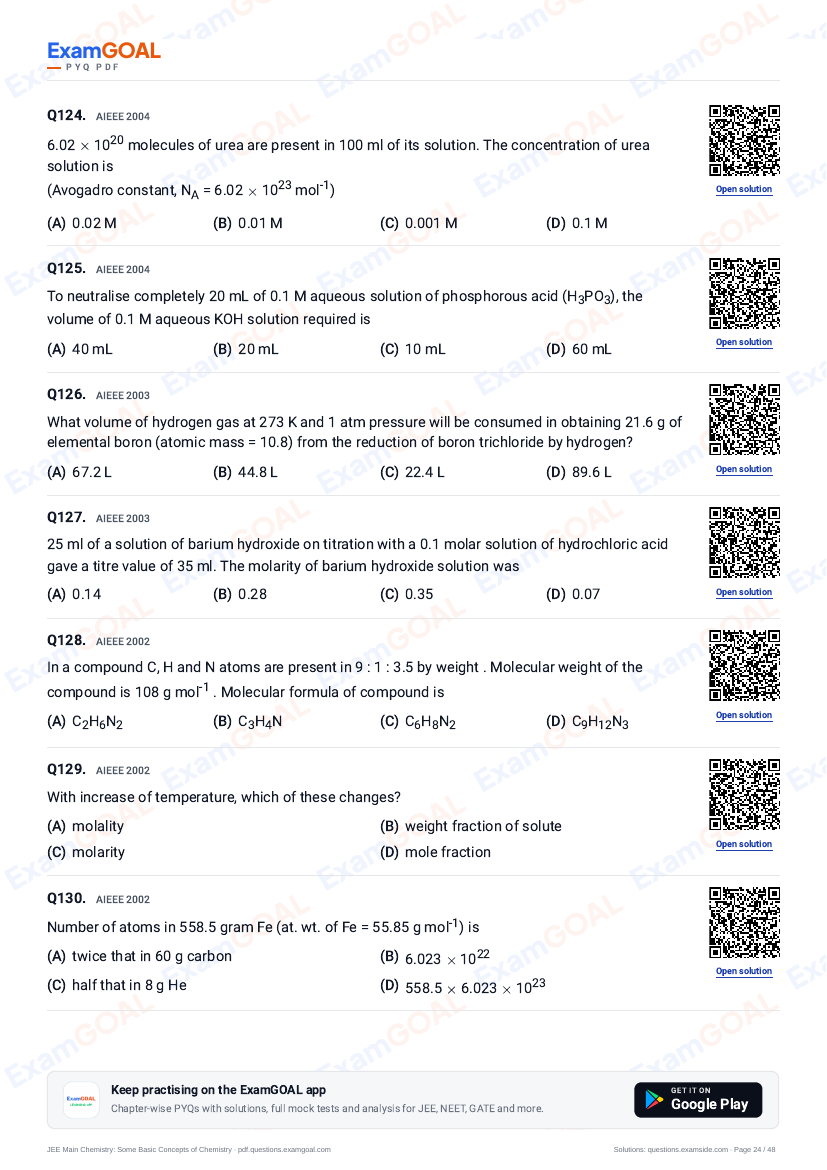 ExamGOAL
PYQ PDF
Q124. AIEEE 2004
6.02 × 10²⁰ molecules of urea are present in 100 ml of its solution. The concentration of urea
solution is
(Avogadro constant, N_A = 6.02 × 10²³ mol⁻¹)
(A) 0.02 M (B) 0.01 M (C) 0.001 M (D) 0.1 M
Open solution
Q125. AIEEE 2004
To neutralise completely 20 mL of 0.1 M aqueous solution of phosphorous acid (H₃PO₃), the
volume of 0.1 M aqueous KOH solution required is
(A) 40 mL (B) 20 mL (C) 10 mL (D) 60 mL
Open solution
Q126. AIEEE 2003
What volume of hydrogen gas at 273 K and 1 atm pressure will be consumed in obtaining 21.6 g of
elemental boron (atomic mass = 10.8) from the reduction of boron trichloride by hydrogen?
(A) 67.2 L (B) 44.8 L (C) 22.4 L (D) 89.6 L
Open solution
Q127. AIEEE 2003
25 ml of a solution of barium hydroxide on titration with a 0.1 molar solution of hydrochloric acid
gave a titre value of 35 ml. The molarity of barium hydroxide solution was
(A) 0.14 (B) 0.28 (C) 0.35 (D) 0.07
Open solution
Q128. AIEEE 2002
In a compound C, H and N atoms are present in 9 : 1 : 3.5 by weight . Molecular weight of the
compound is 108 g mol⁻¹ . Molecular formula of compound is
(A) C₂H₆N₂ (B) C₃H₄N (C) C₆H₈N₂ (D) C₉H₁₂N₃
Open solution
Q129. AIEEE 2002
With increase of temperature, which of these changes?
(A) molality (B) weight fraction of solute
(C) molarity (D) mole fraction
Open solution
Q130. AIEEE 2002
Number of atoms in 558.5 gram Fe (at. wt. of Fe = 55.85 g mol⁻¹) is
(A) twice that in 60 g carbon (B) 6.023 × 10²²
(C) half that in 8 g He (D) 558.5 × 6.023 × 10²³
Open solution
ExamGOAL
Keep practising on the ExamGOAL app
Chapter-wise PYQs with solutions, full mock tests and analysis for JEE, NEET, GATE and more.
GET IT ON
Google Play
JEE Main Chemistry: Some Basic Concepts of Chemistry · pdf.questions.examgoal.com
Solutions: questions.examside.com · Page 24 / 48